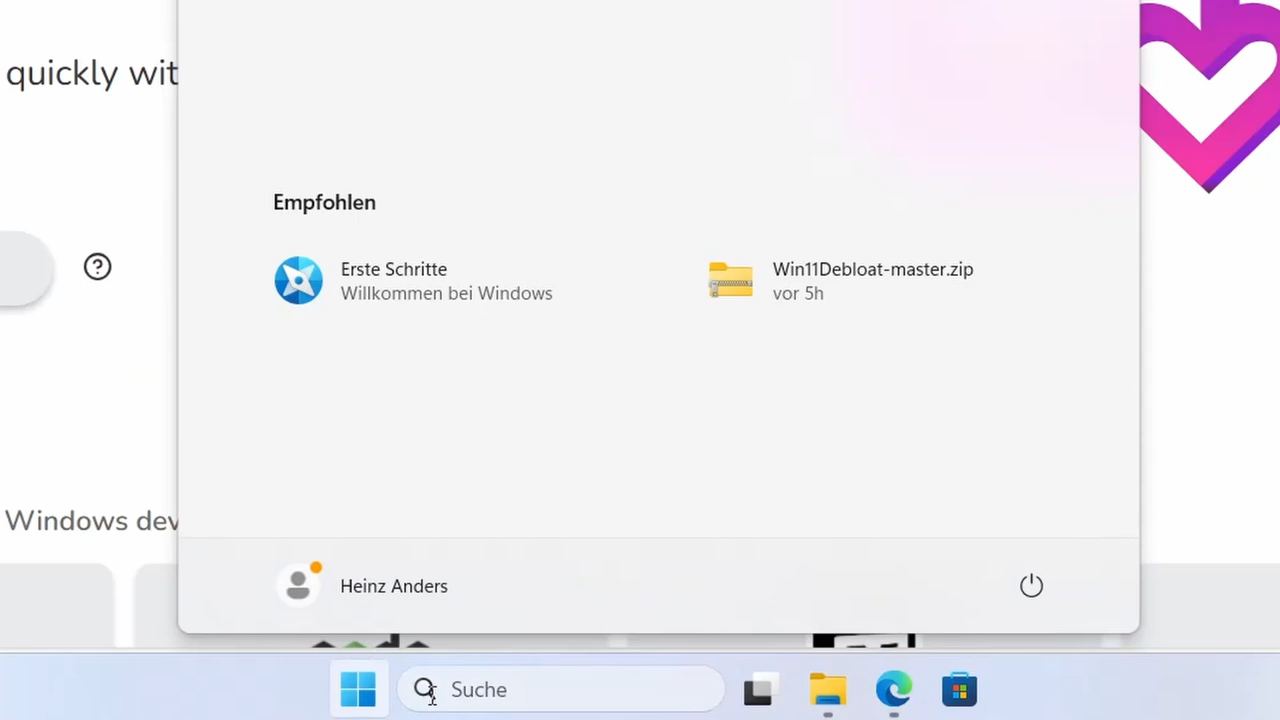 quickly wit
Empfohlen
Erste Schritte
Willkommen bei Windows
Win11Debloat-master.zip
vor 5h
Windows dev
Heinz Anders
Suche